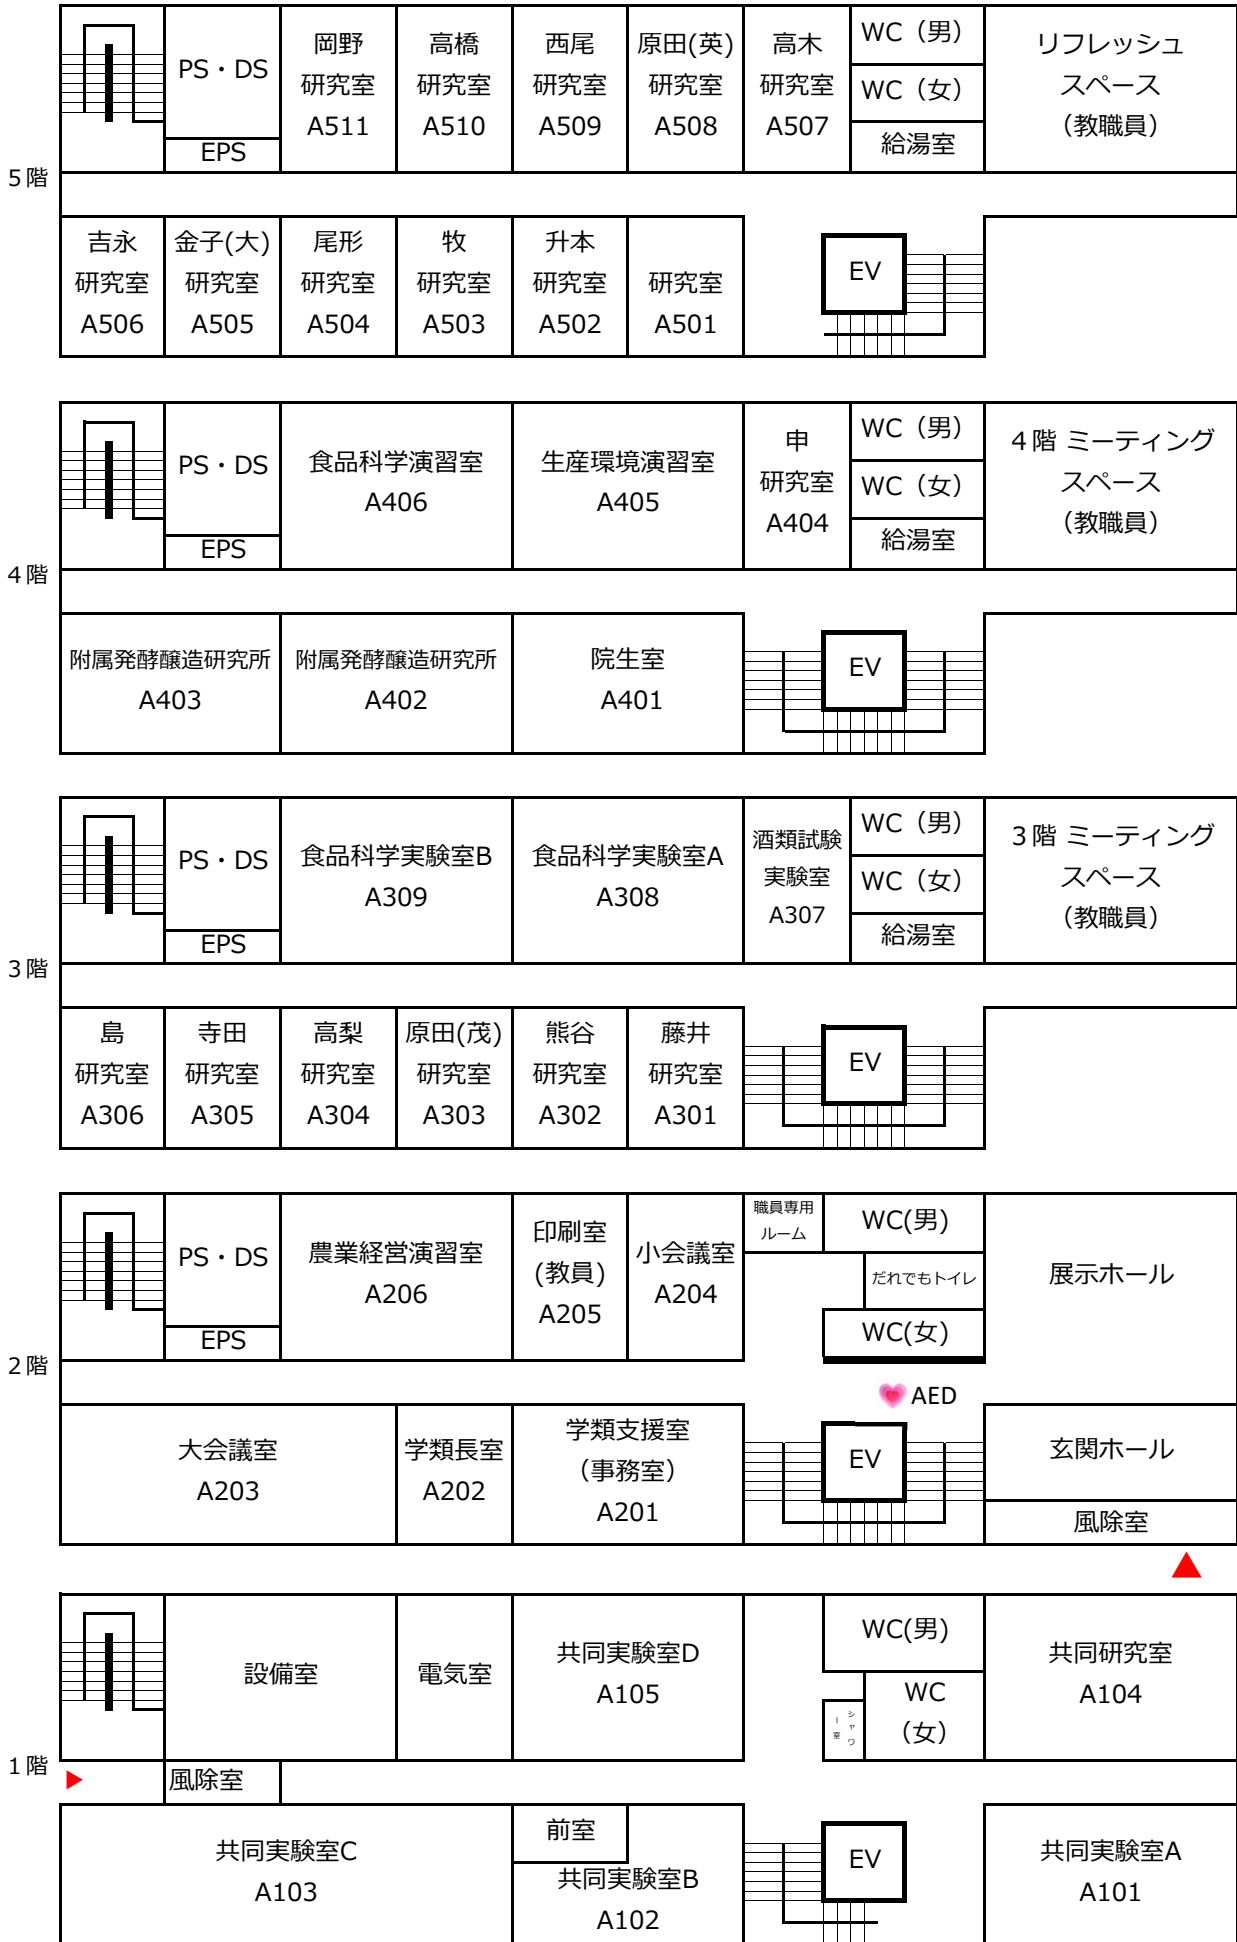 5階
PS・DS
EPS
岡野
研究室
A511
高橋
研究室
A510
西尾
研究室
A509
原田(英)
研究室
A508
高木
研究室
A507
WC（男）
WC（女）
給湯室
リフレッシュ
スペース
（教職員）
吉永
研究室
A506
金子(大)
研究室
A505
尾形
研究室
A504
牧
研究室
A503
升本
研究室
A502
研究室
A501
EV
4階
PS・DS
EPS
食品科学演習室
A406
生産環境演習室
A405
申
研究室
A404
WC（男）
WC（女）
給湯室
4階 ミーティング
スペース
（教職員）
附属発酵醸造研究所
A403
附属発酵醸造研究所
A402
院生室
A401
EV
3階
PS・DS
EPS
食品科学実験室B
A309
食品科学実験室A
A308
酒類試験
実験室
A307
WC（男）
WC（女）
給湯室
3階 ミーティング
スペース
（教職員）
島
研究室
A306
寺田
研究室
A305
高梨
研究室
A304
原田(茂)
研究室
A303
熊谷
研究室
A302
藤井
研究室
A301
EV
2階
PS・DS
EPS
農業経営演習室
A206
印刷室
(教員)
A205
小会議室
A204
職員専用
ルーム
WC(男)
だれでもトイレ
WC(女)
展示ホール
AED
大会議室
A203
学類長室
A202
学類支援室
（事務室）
A201
EV
玄関ホール
風除室
1階
設備室
電気室
共同実験室D
A105
WC(男)
シャワ
ー室
WC
（女）
共同研究室
A104
風除室
共同実験室C
A103
前室
共同実験室B
A102
EV
共同実験室A
A101